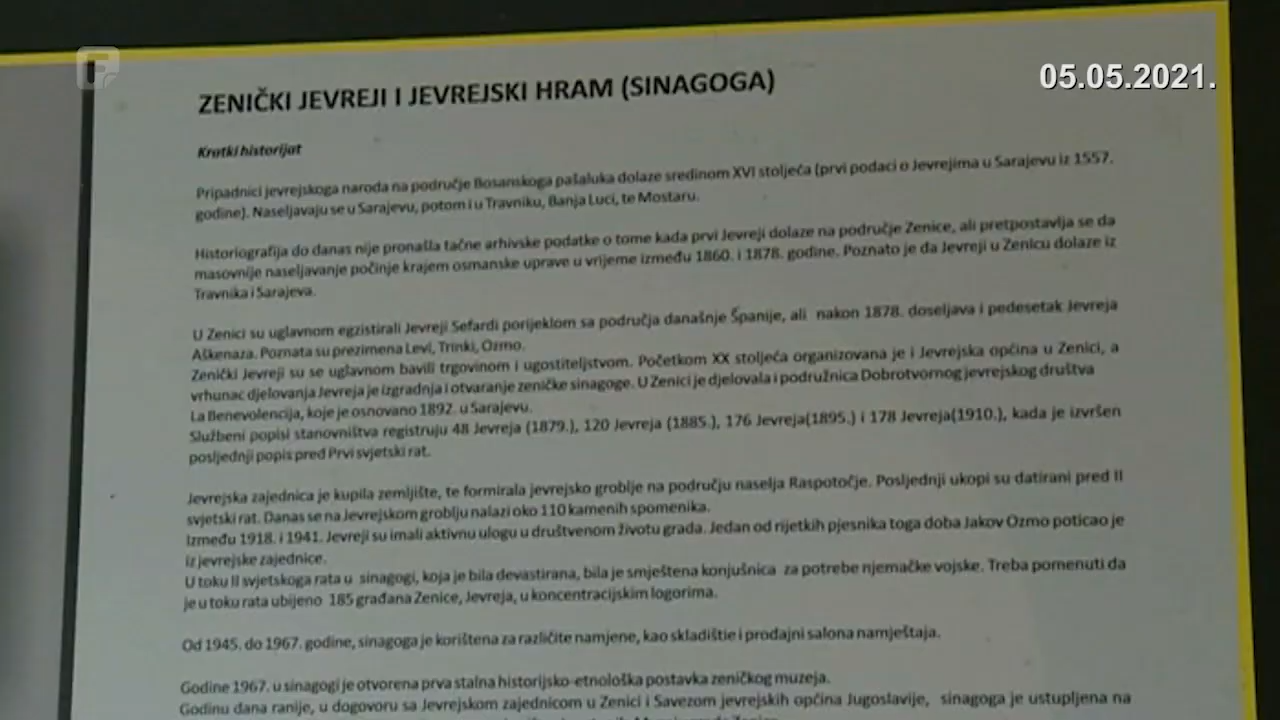 05.05.2021.
ZENIČKI JEVREJI I JEVREJSKI HRAM (SINAGOGA)
Kratki historijat
Pripadnici jevrejskoga naroda na područje Bosanskoga pašaluka dolaze sredinom XVI stoljeća (prvi podaci o Jevrejima u Sarajevu iz 1557.
godine). Naseljavaju se u Sarajevu, potom i u Travniku, Banja Luci, te Mostaru.
Historiografija do danas nije pronašla tačne arhivske podatke o tome kada prvi Jevreji dolaze na područje Zenice, ali pretpostavlja se da
masovnije naseljavanje počinje krajem osmanske uprave u vrijeme između 1860. i 1878. godine. Poznato je da Jevreji u Zenicu dolaze iz
Travnika i Sarajeva.
U Zenici su uglavnom egzistirali Jevreji Sefardi porijeklom sa područja današnje Španije, ali nakon 1878. doseljava i pedesetak Jevreja
Aškenaza. Poznata su prezimena Levi, Trinki, Ozmo.
Zenički Jevreji su se uglavnom bavili trgovinom i ugostiteljstvom. Početkom XX stoljeća organizovana je i Jevrejska općina u Zenici, a
vrhunac djelovanja Jevreja je izgradnja i otvaranje zeničke sinagoge. U Zenici je djelovala i podružnica Dobrotvornog jevrejskog društva
La Benevolencija, koje je osnovano 1892. u Sarajevu.
Službeni popisi stanovništva registruju 48 Jevreja (1879.), 120 Jevreja (1885.), 176 Jevreja(1895.) i 178 Jevreja(1910.), kada je izvršen
posljednji popis pred Prvi svjetski rat.
Jevrejska zajednica je kupila zemljište, te formirala jevrejsko groblje na području naselja Raspotočje. Posljednji ukopi su datirani pred II
svjetski rat. Danas se na Jevrejskom groblju nalazi oko 110 kamenih spomenika.
Između 1918. i 1941. Jevreji su imali aktivnu ulogu u društvenom životu grada. Jedan od rijetkih pjesnika toga doba Jakov Ozmo poticao je
iz jevrejske zajednice.
U toku II svjetskoga rata u sinagogi, koja je bila devastirana, bila je smještena konjušnica za potrebe njemačke vojske. Treba pomenuti da
je u toku rata ubijeno 185 građana Zenice, Jevreja, u koncentracijskim logorima.
Od 1945. do 1967. godine, sinagoga je korištena za različite namjene, kao skladištie i prodajni salona namještaja.
Godine 1967. u sinagogi je otvorena prva stalna historijsko-etnološka postavka zeničkog muzeja.
Godinu dana ranije, u dogovoru sa Jevrejskom zajednicom u Zenici i Savezom jevrejskih općina Jugoslavije, sinagoga je ustupljena na